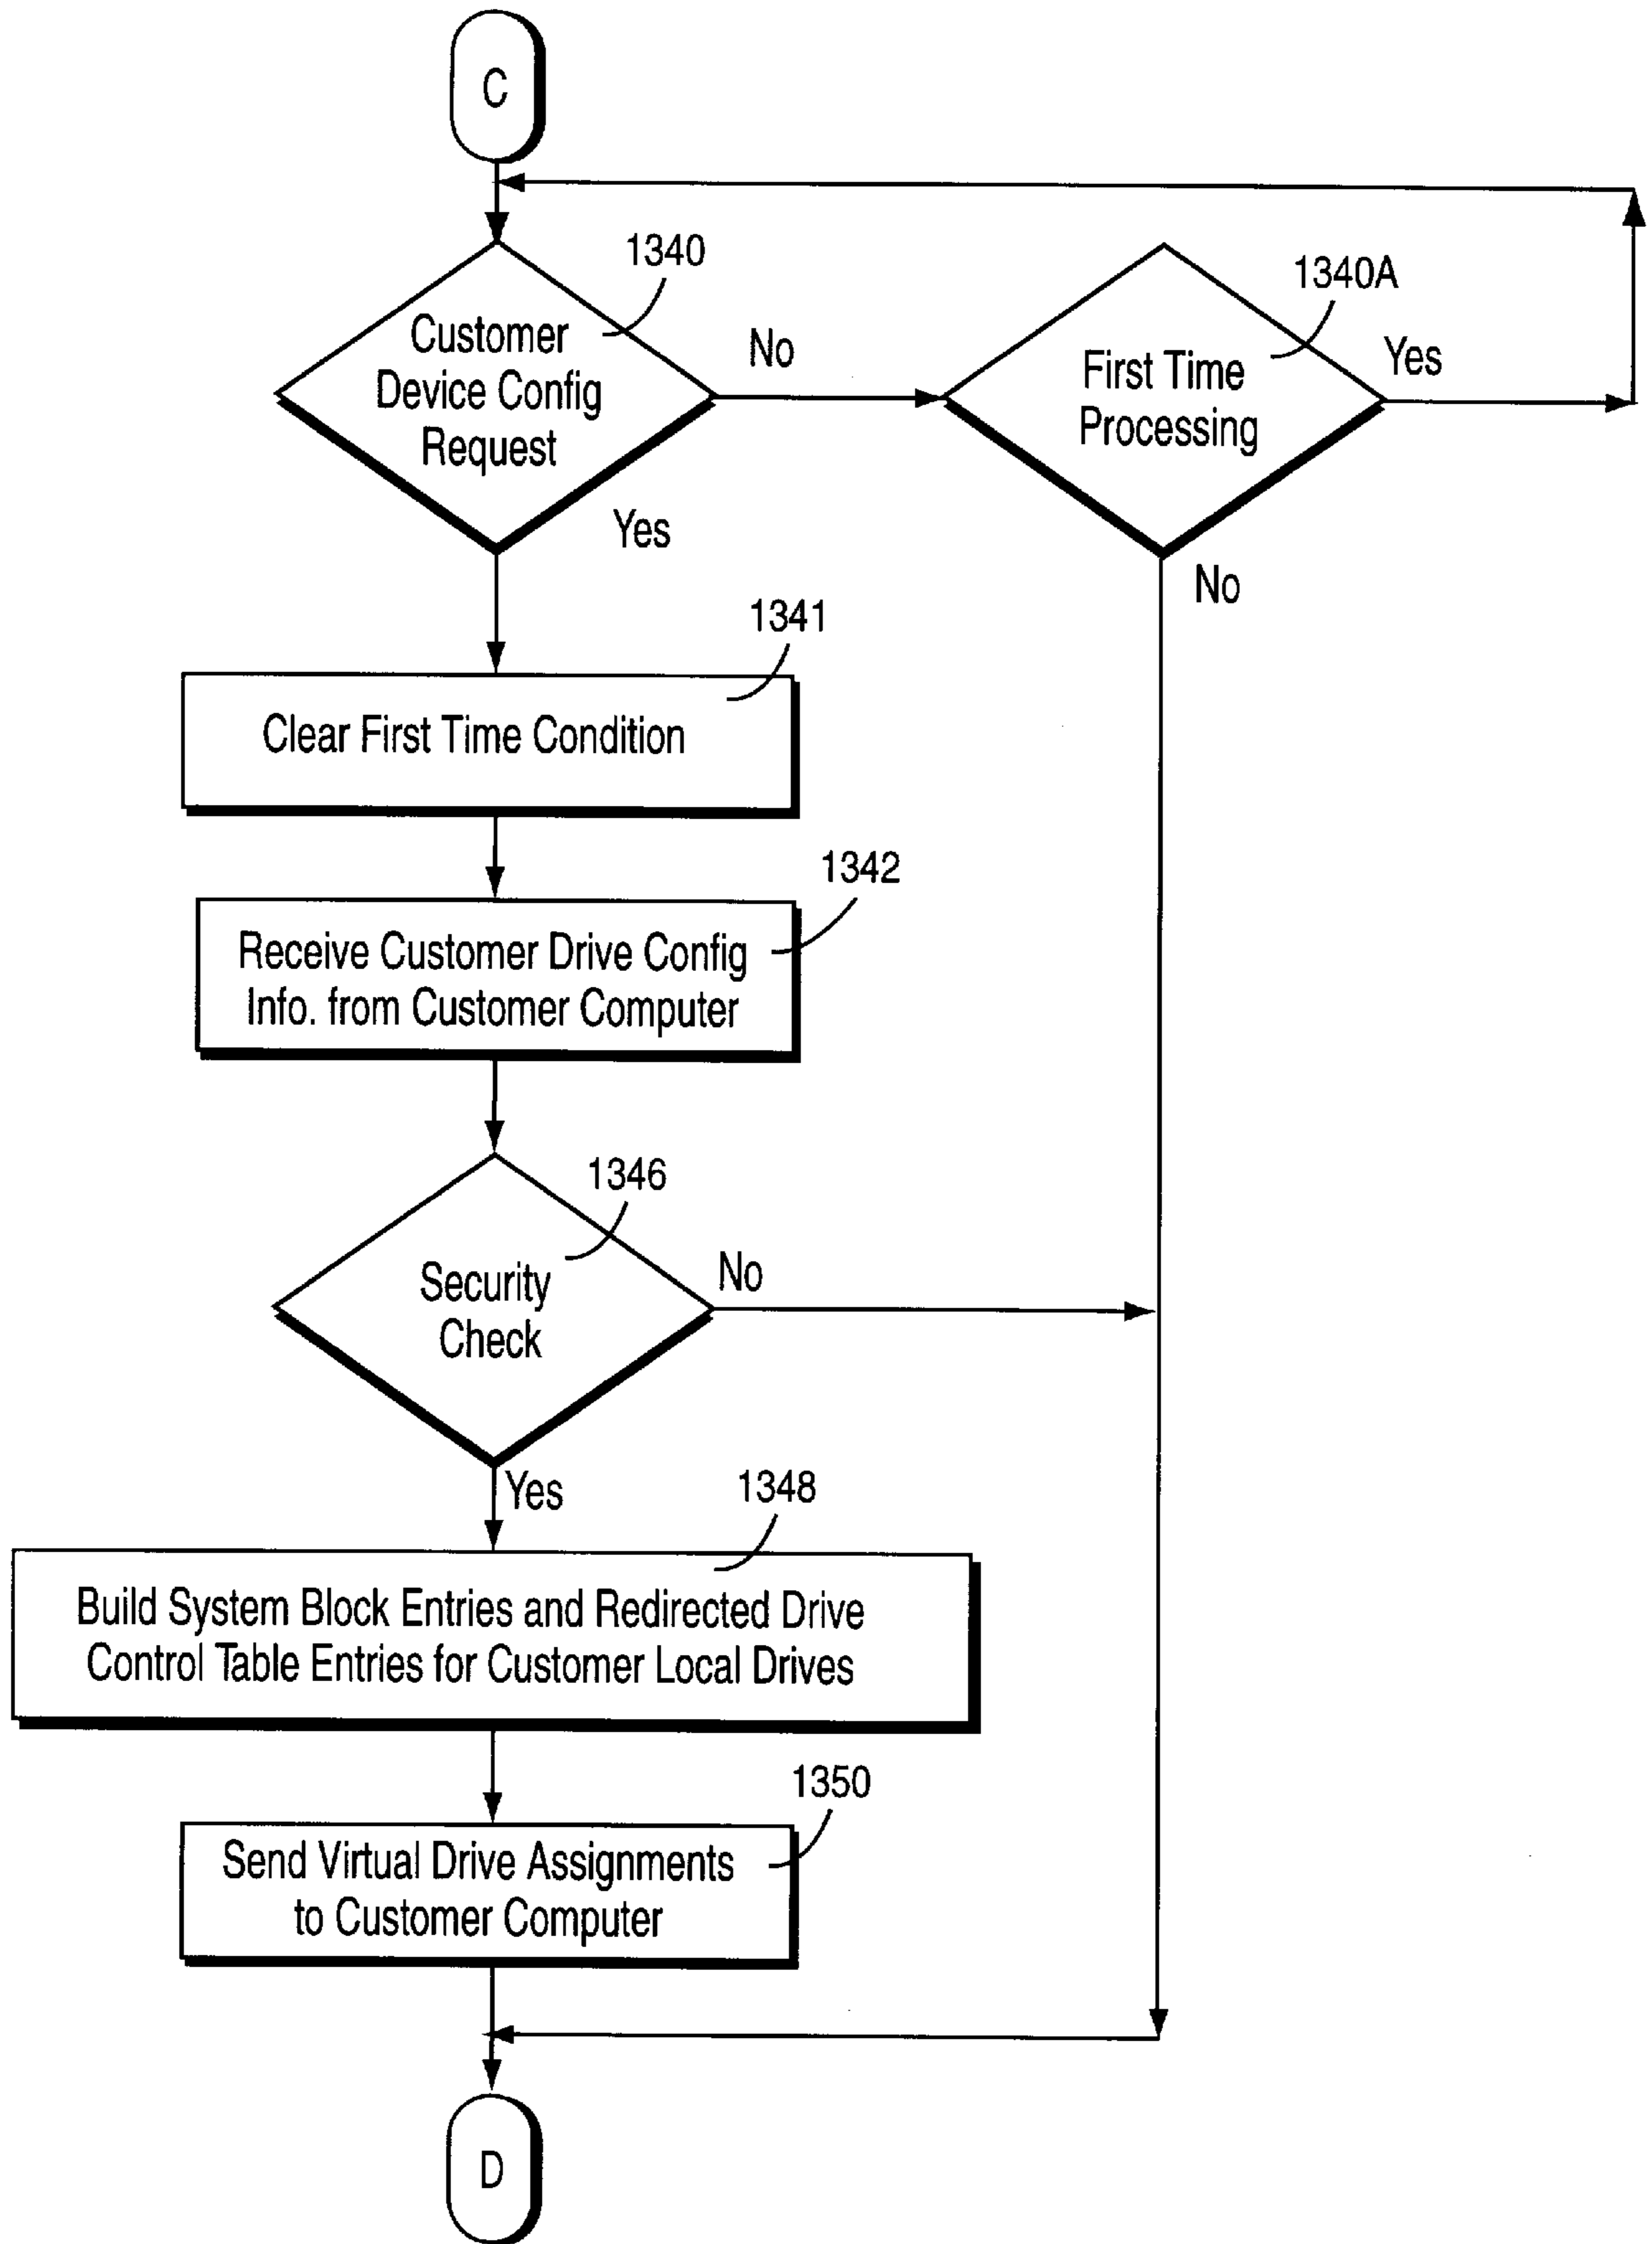 C
1340
Customer
Device Config
Request
No
Yes
1340A
First Time
Processing
Yes
No
1341
Clear First Time Condition
1342
Receive Customer Drive Config
Info. from Customer Computer
1346
Security
Check
No
Yes
1348
Build System Block Entries and Redirected Drive
Control Table Entries for Customer Local Drives
1350
Send Virtual Drive Assignments
to Customer Computer
D